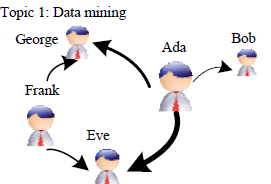 Topic 1: Data mining
George
Ada
Bob
Frank
Eve